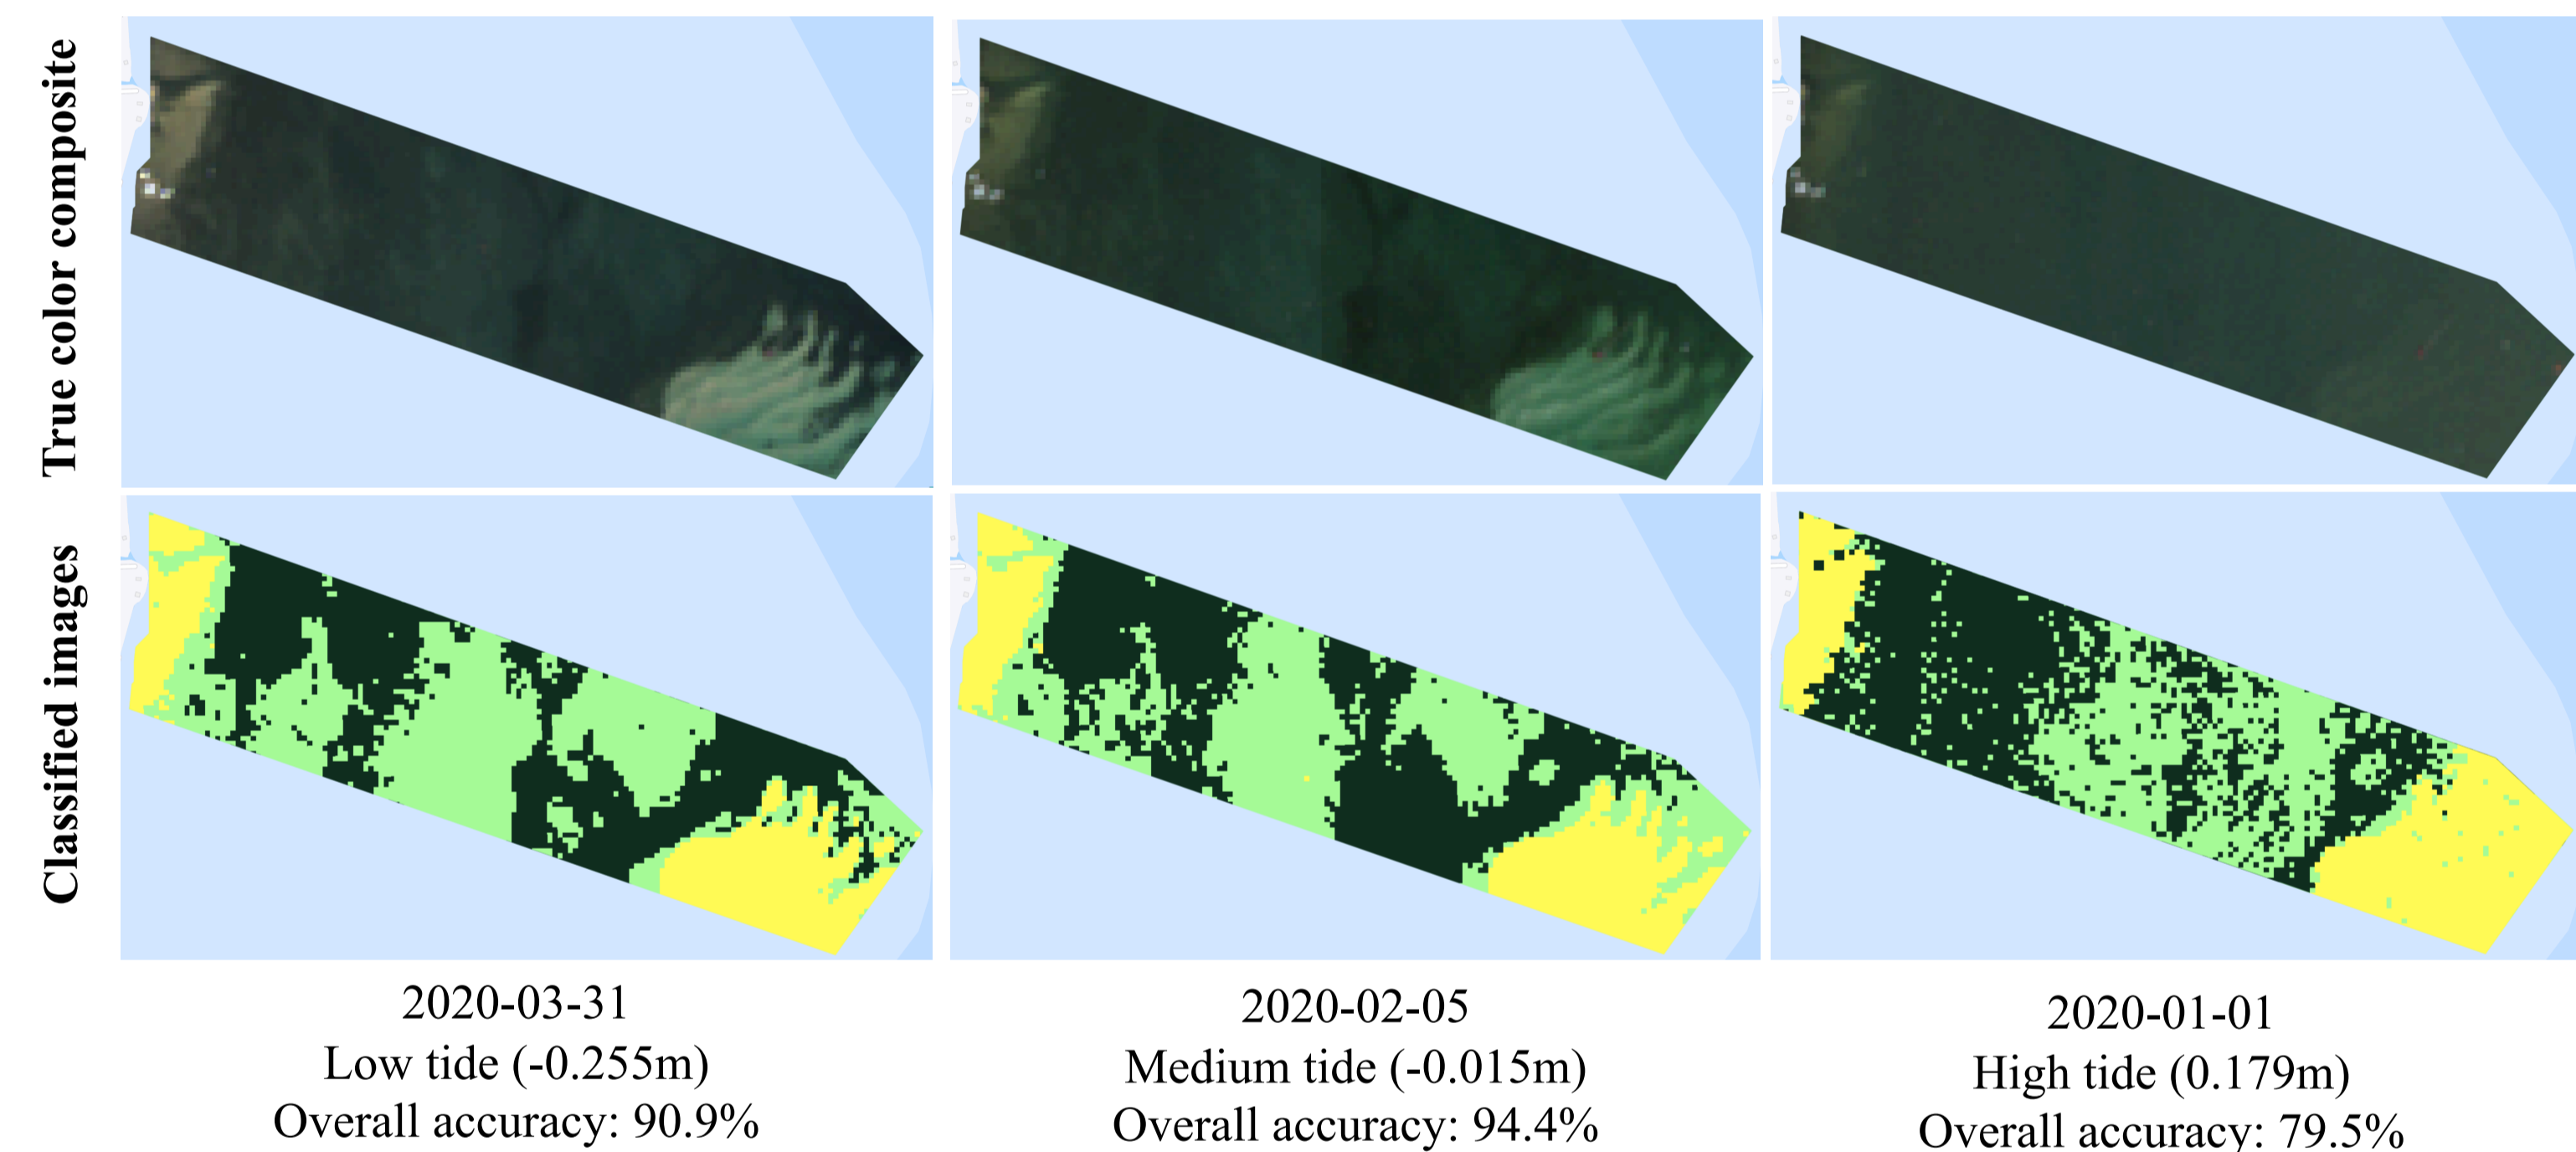 True color composite
Classified images
2020-03-31
Low tide (-0.255m)
Overall accuracy: 90.9%
2020-02-05
Medium tide (-0.015m)
Overall accuracy: 94.4%
2020-01-01
High tide (0.179m)
Overall accuracy: 79.5%